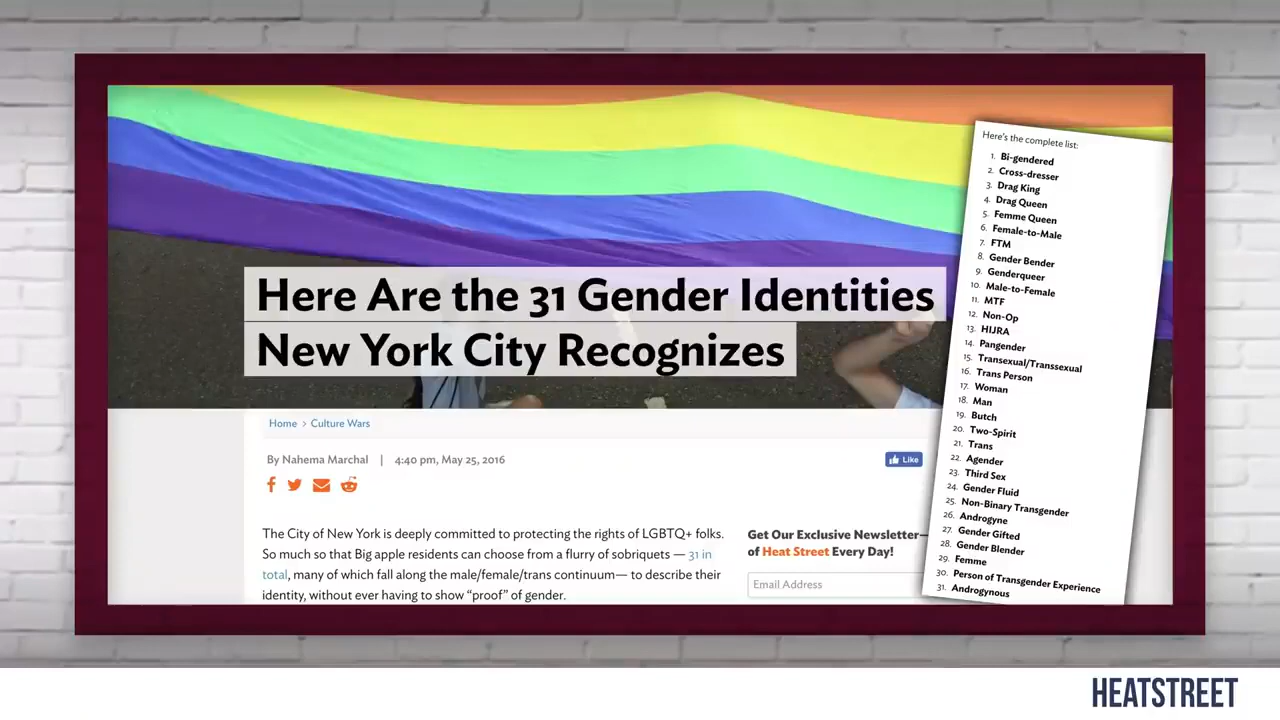 Here Are the 31 Gender Identities
New York City Recognizes
Home > Culture Wars
By Nahema Marchal | 4:40 pm, May 25, 2016
Like
The City of New York is deeply committed to protecting the rights of LGBTQ+ folks.
So much so that Big apple residents can choose from a flurry of sobriquets — 31 in
total, many of which fall along the male/female/trans continuum— to describe their
identity, without ever having to show “proof” of gender.
Get Our Exclusive Newsletter—
of Heat Street Every Day!
Email Address
Here's the complete list:
1. Bi-gendered
2. Cross-dresser
3. Drag King
4. Drag Queen
5. Femme Queen
6. Female-to-Male
7. FTM
8. Gender Bender
9. Genderqueer
10. Male-to-Female
11. MTF
12. Non-Op
13. HIJRA
14. Pangender
15. Transexual/Transsexual
16. Trans Person
17. Woman
18. Man
19. Butch
20. Two-Spirit
21. Trans
22. Agender
23. Third Sex
24. Gender Fluid
25. Non-Binary Transgender
26. Androgyne
27. Gender Gifted
28. Gender Blender
29. Femme
30. Person of Transgender Experience
31. Androgynous
HEATSTREET